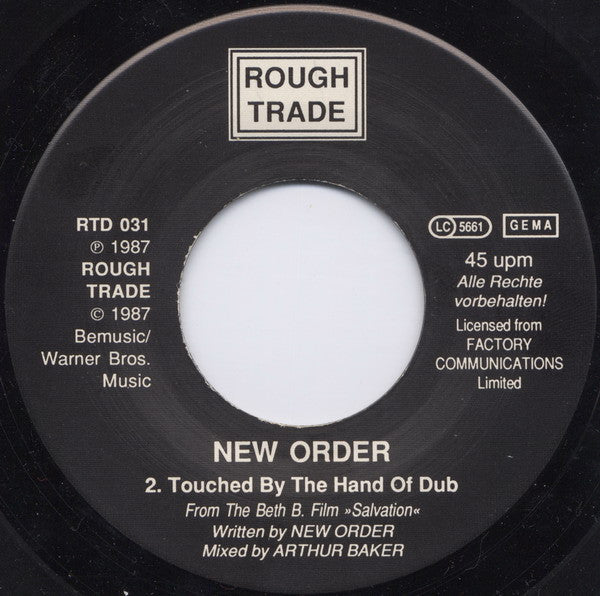 ROUGH
TRADE
RTD 031
℗ 1987
ROUGH
TRADE
© 1987
Bemusic/
Warner Bros.
Music
LC 5661
GEMA
45 upm
Alle Rechte
vorbehalten!
Licensed from
FACTORY
COMMUNICATIONS
Limited
NEW ORDER
2. Touched By The Hand Of Dub
From The Beth B. Film »Salvation«
Written by NEW ORDER
Mixed by ARTHUR BAKER